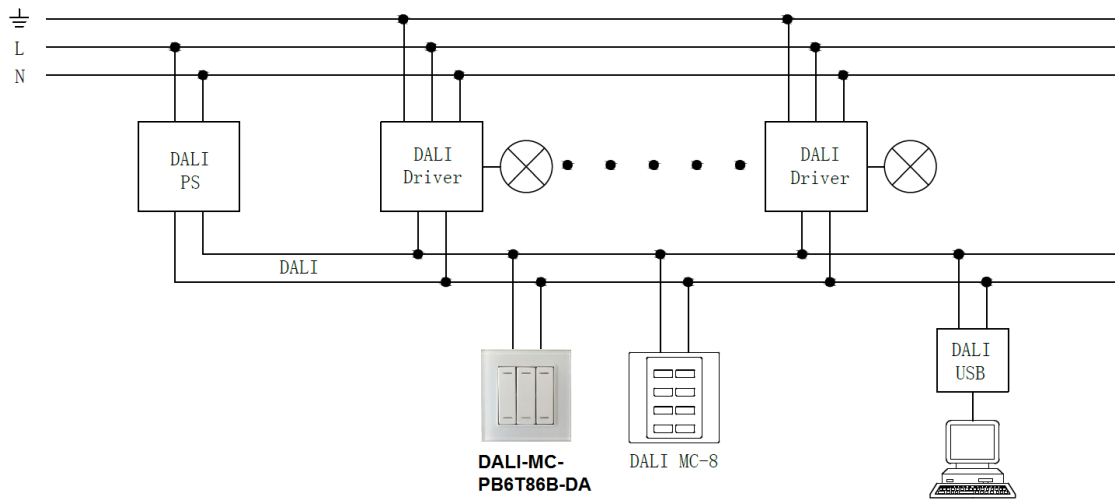 L
N
DALI
PS
DALI
Driver
DALI
Driver
DALI
DALI-MC-
PB6T86B-DA
DALI MC-8
DALI
USB